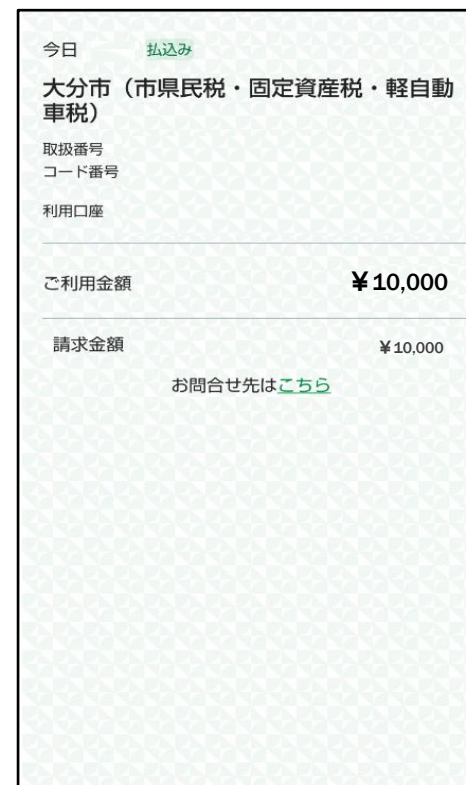 今日 払込み
大分市（市県民税・固定資産税・軽自動
車税）
取扱番号
コード番号
利用口座
ご利用金額 ¥10,000
請求金額 ¥10,000
お問合せ先はこちら